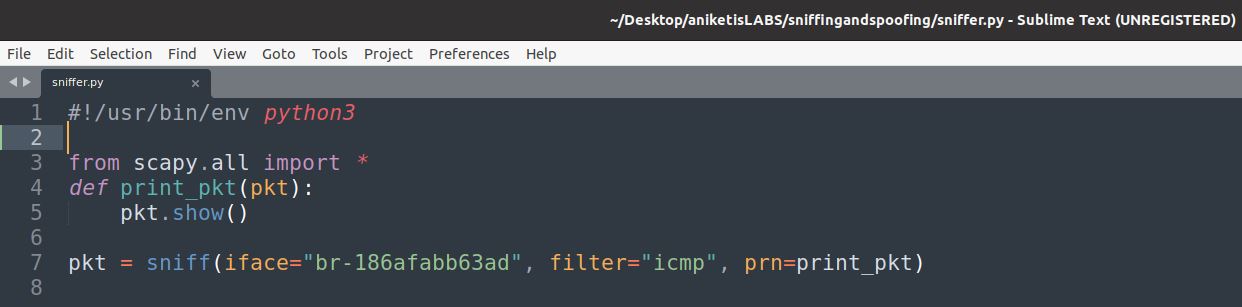 ~/Desktop/aniketisLABS/sniffingandspoofing/sniffer.py - Sublime Text (UNREGISTERED)
File Edit Selection Find View Goto Tools Project Preferences Help
sniffer.py ×
1 #!/usr/bin/env python3
2
3 from scapy.all import *
4 def print_pkt(pkt):
5     pkt.show()
6
7 pkt = sniff(iface="br-186afabb63ad", filter="icmp", prn=print_pkt)
8